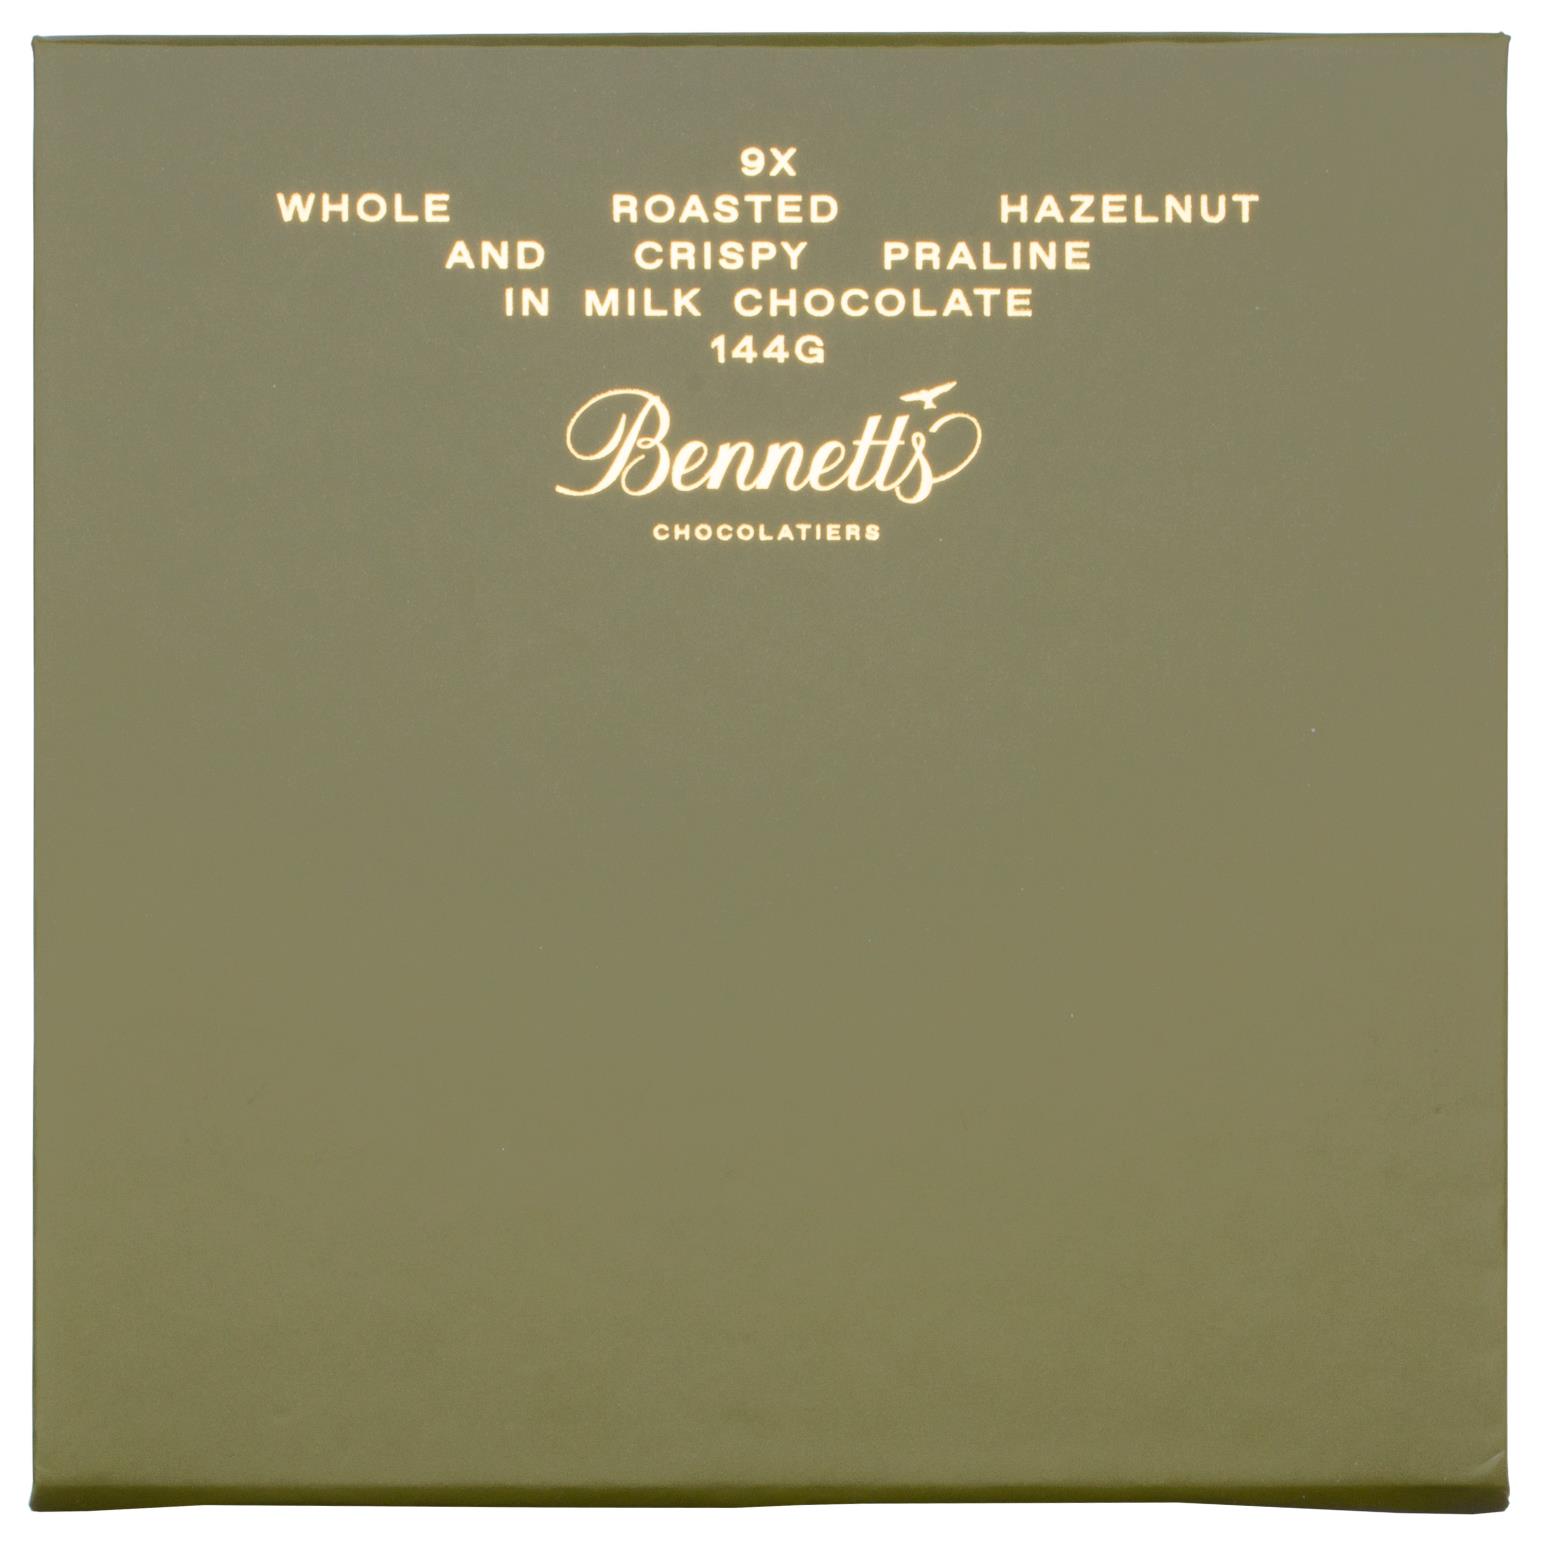 9X
WHOLE ROASTED HAZELNUT
AND CRISPY PRALINE
IN MILK CHOCOLATE
144G
Bennetts
CHOCOLATIERS